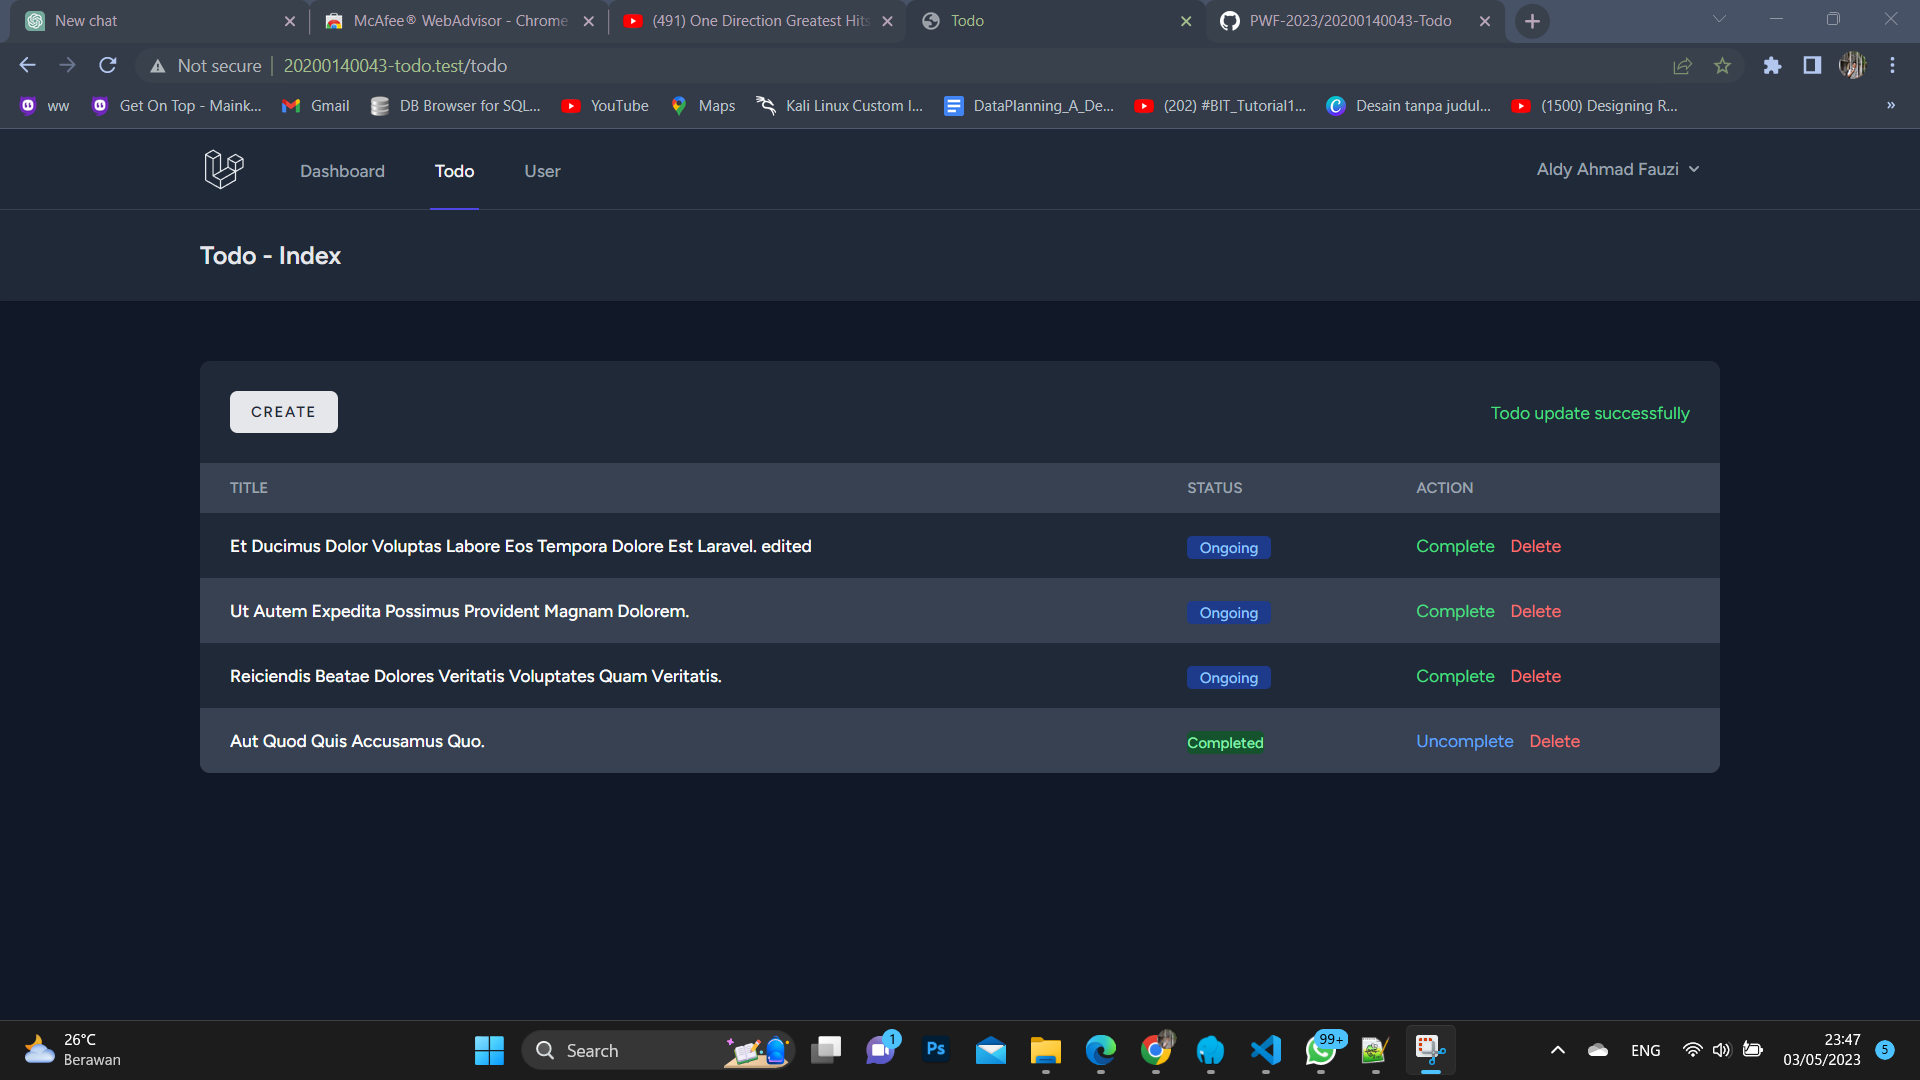 New chat
McAfee® WebAdvisor - Chrome
(491) One Direction Greatest Hits
Todo
PWF-2023/20200140043-Todo
Not secure | 20200140043-todo.test/todo
ww
Get On Top - Maink...
Gmail
DB Browser for SQL...
YouTube
Maps
Kali Linux Custom I...
DataPlanning_A_De...
(202) #BIT_Tutorial1...
Desain tanpa judul...
(1500) Designing R...
»
Dashboard
Todo
User
Aldy Ahmad Fauzi
Todo - Index
CREATE
Todo update successfully
TITLE STATUS ACTION
Et Ducimus Dolor Voluptas Labore Eos Tempora Dolore Est Laravel. edited Ongoing Complete Delete
Ut Autem Expedita Possimus Provident Magnam Dolorem. Ongoing Complete Delete
Reiciendis Beatae Dolores Veritatis Voluptates Quam Veritatis. Ongoing Complete Delete
Aut Quod Quis Accusamus Quo. Completed Uncomplete Delete
26°C
Berawan
Search
1
Ps
99+
ENG
23:47
03/05/2023
5